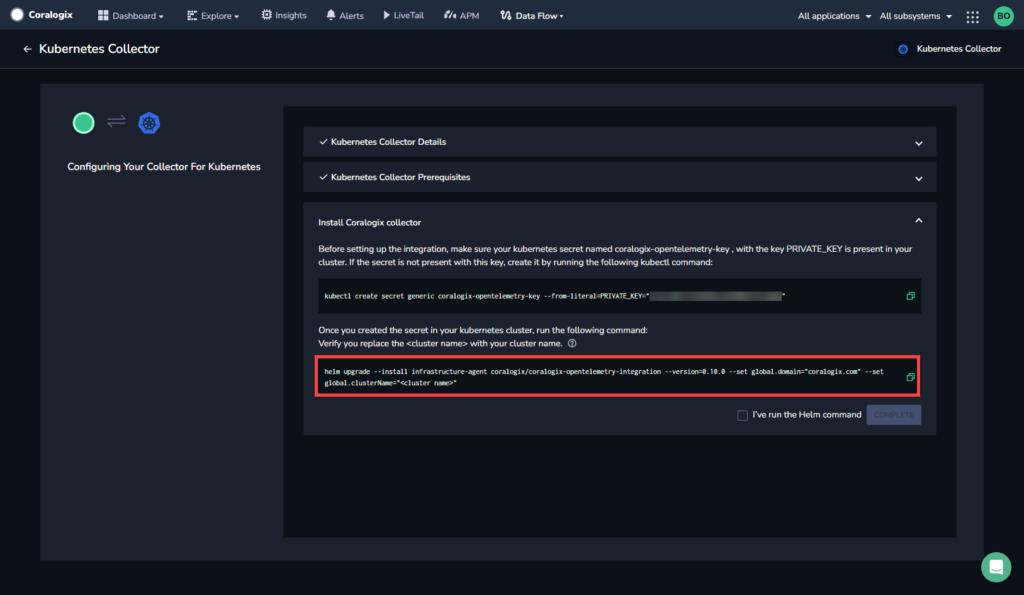 Coralogix Dashboard Explore Insights Alerts LiveTail APM Data Flow All applications All subsystems BO
Kubernetes Collector Kubernetes Collector
Configuring Your Collector For Kubernetes
Kubernetes Collector Details
Kubernetes Collector Prerequisites
Install Coralogix collector
Before setting up the integration, make sure your kubernetes secret named coralogix-opentelemetry-key , with the key PRIVATE_KEY is present in your
cluster. If the secret is not present with this key, create it by running the following kubectl command:
kubectl create secret generic coralogix-opentelemetry-key --from-literal=PRIVATE_KEY=" "
Once you created the secret in your kubernetes cluster, run the following command:
Verify you replace the <cluster name> with your cluster name.
helm upgrade --install infrastructure-agent coralogix/coralogix-opentelemetry-integration --version=0.10.0 --set global.domain="coralogix.com" --set
global.clusterName="<cluster name>"
I've run the Helm command COMPLETE